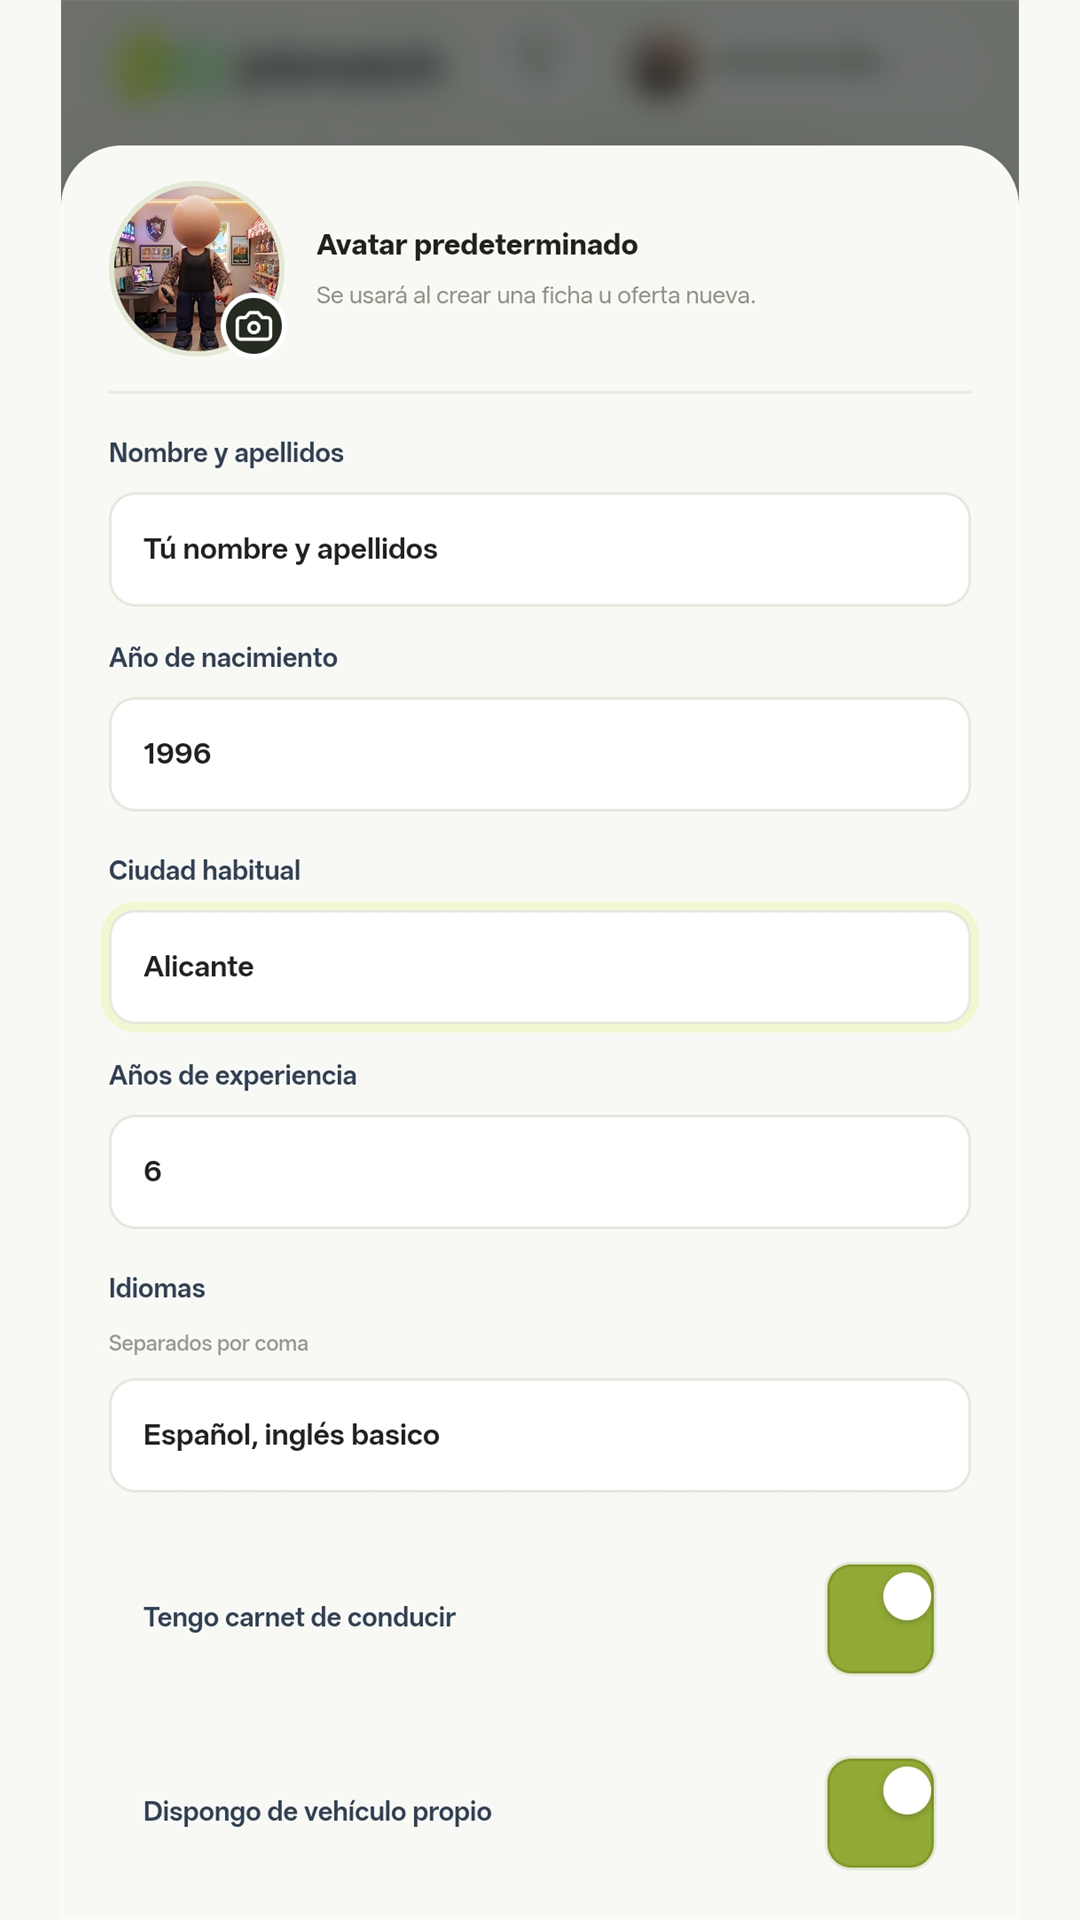 Avatar predeterminado
Se usará al crear una ficha u oferta nueva.
Nombre y apellidos
Tú nombre y apellidos
Año de nacimiento
1996
Ciudad habitual
Alicante
Años de experiencia
6
Idiomas
Separados por coma
Español, inglés basico
Tengo carnet de conducir
Dispongo de vehículo propio